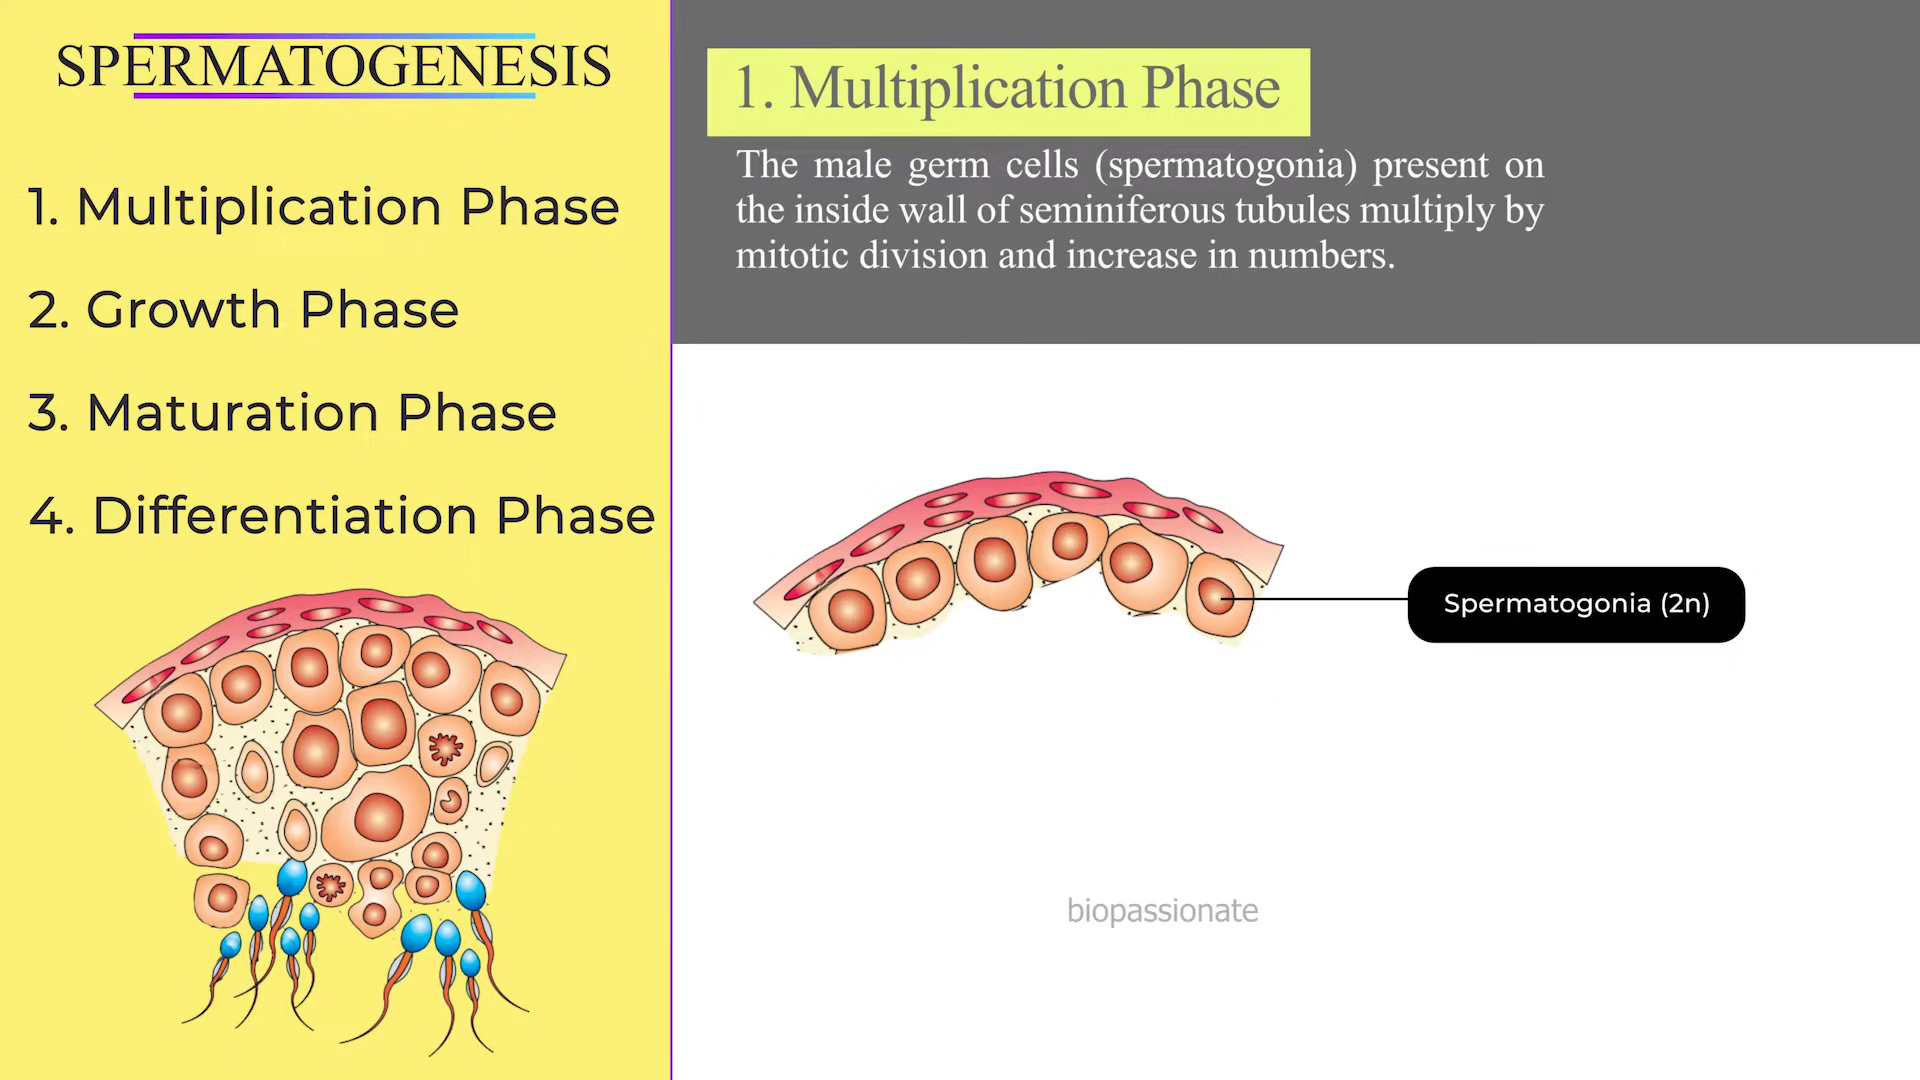 SPERMATOGENESIS
1. Multiplication Phase
2. Growth Phase
3. Maturation Phase
4. Differentiation Phase
1. Multiplication Phase
The male germ cells (spermatogonia) present on
the inside wall of seminiferous tubules multiply by
mitotic division and increase in numbers.
Spermatogonia (2n)
biopassionate